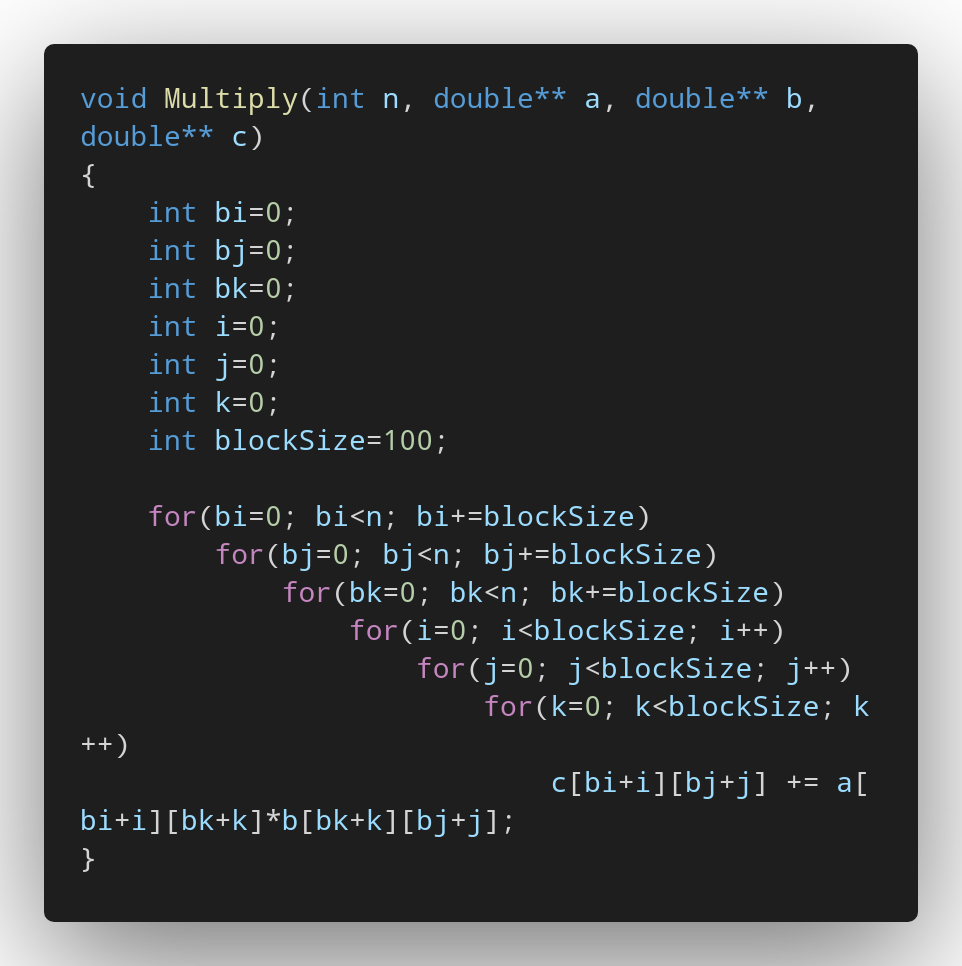 void Multiply(int n, double** a, double** b,
double** c)
{
    int bi=0;
    int bj=0;
    int bk=0;
    int i=0;
    int j=0;
    int k=0;
    int blockSize=100;

    for(bi=0; bi<n; bi+=blockSize)
        for(bj=0; bj<n; bj+=blockSize)
            for(bk=0; bk<n; bk+=blockSize)
                for(i=0; i<blockSize; i++)
                    for(j=0; j<blockSize; j++)
                        for(k=0; k<blockSize; k
++)
                            c[bi+i][bj+j] += a[
bi+i][bk+k]*b[bk+k][bj+j];
}